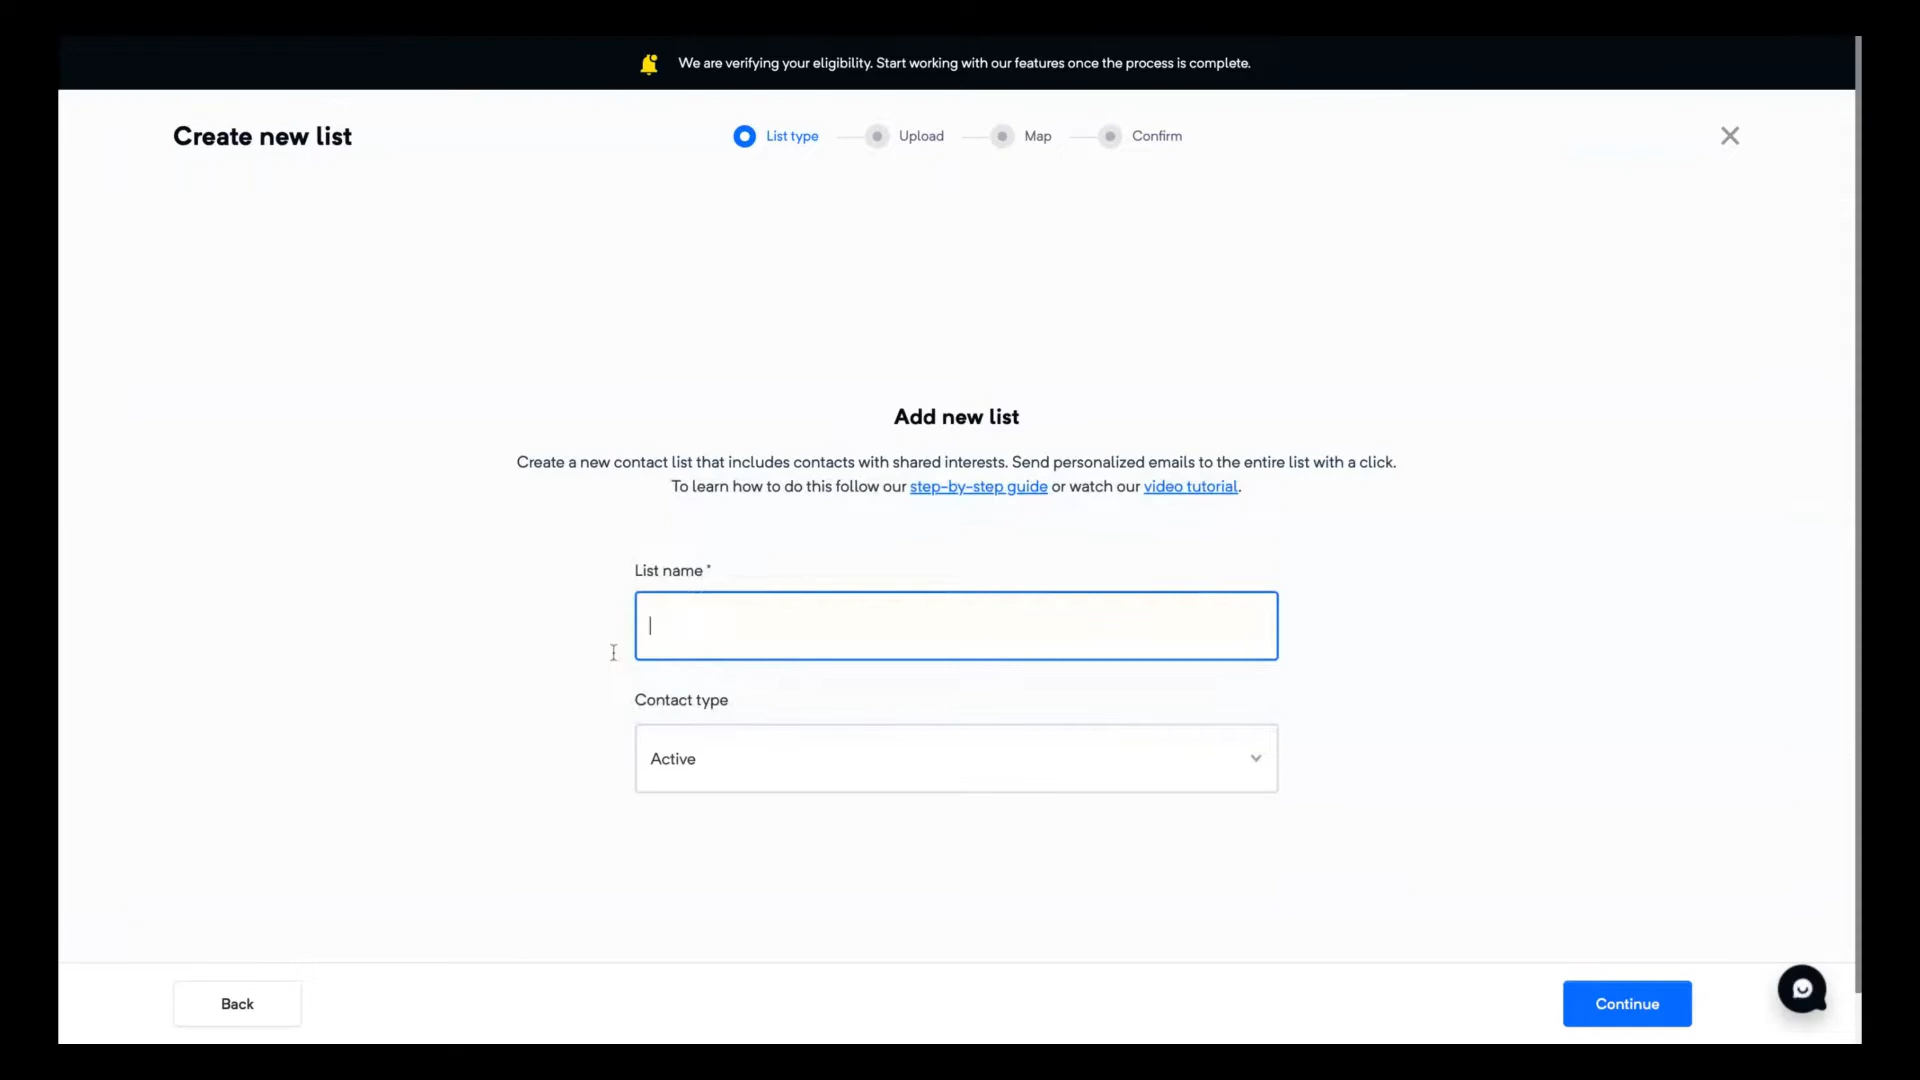 We are verifying your eligibility. Start working with our features once the process is complete.
Create new list
List type
Upload
Map
Confirm
Add new list
Create a new contact list that includes contacts with shared interests. Send personalized emails to the entire list with a click.
To learn how to do this follow our step-by-step guide or watch our video tutorial.
List name *
Contact type
Active
Back
Continue